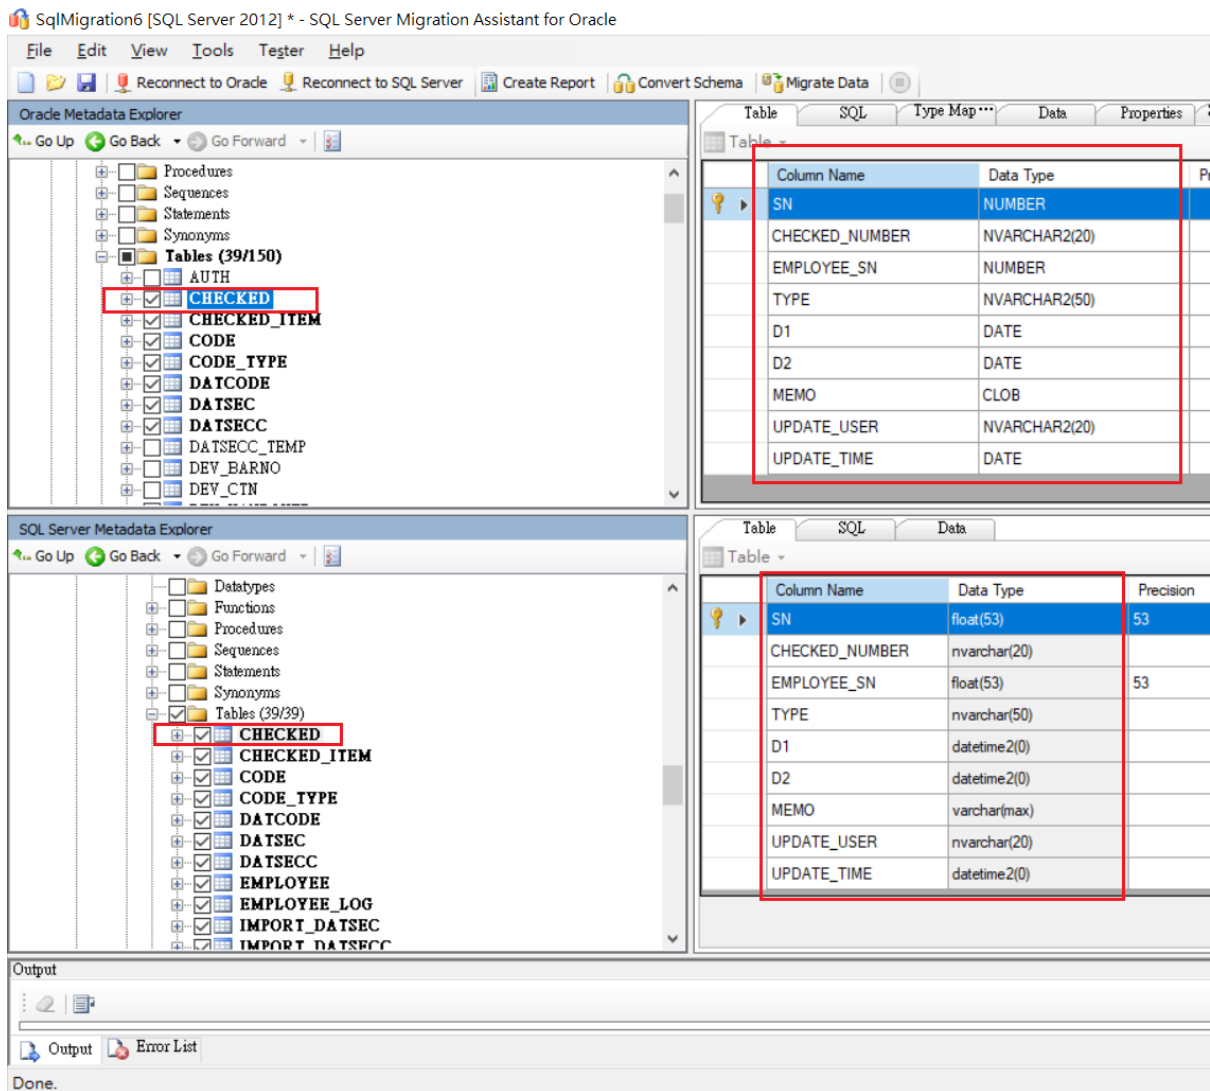 SqlMigration6 [SQL Server 2012] * - SQL Server Migration Assistant for Oracle
File Edit View Tools Tester Help
Reconnect to Oracle Reconnect to SQL Server Create Report Convert Schema Migrate Data
Oracle Metadata Explorer
Go Up Go Back Go Forward
Procedures
Sequences
Statements
Synonyms
Tables (39/150)
AUTH
CHECKED
CHECKED_ITEM
CODE
CODE_TYPE
DATCODE
DATSEC
DATSECC
DATSECC_TEMP
DEV_BARNO
DEV_CTN
Table SQL Type Map ··· Data Properties
Table
Column Name Data Type
SN NUMBER
CHECKED_NUMBER NVARCHAR2(20)
EMPLOYEE_SN NUMBER
TYPE NVARCHAR2(50)
D1 DATE
D2 DATE
MEMO CLOB
UPDATE_USER NVARCHAR2(20)
UPDATE_TIME DATE
SQL Server Metadata Explorer
Go Up Go Back Go Forward
Datatypes
Functions
Procedures
Sequences
Statements
Synonyms
Tables (39/39)
CHECKED
CHECKED_ITEM
CODE
CODE_TYPE
DATCODE
DATSEC
DATSECC
EMPLOYEE
EMPLOYEE_LOG
IMPORT_DATSEC
IMPORT_DATSECC
Table SQL Data
Table
Column Name Data Type Precision
SN float(53) 53
CHECKED_NUMBER nvarchar(20)
EMPLOYEE_SN float(53) 53
TYPE nvarchar(50)
D1 datetime2(0)
D2 datetime2(0)
MEMO varchar(max)
UPDATE_USER nvarchar(20)
UPDATE_TIME datetime2(0)
Output
Output Error List
Done.